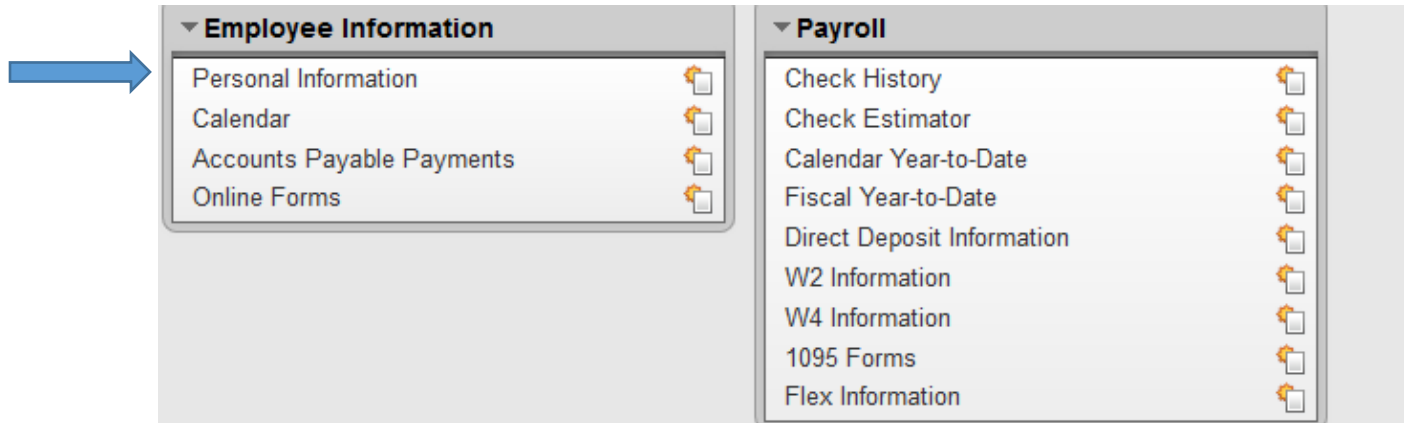 Employee Information
Personal Information
Calendar
Accounts Payable Payments
Online Forms
Payroll
Check History
Check Estimator
Calendar Year-to-Date
Fiscal Year-to-Date
Direct Deposit Information
W2 Information
W4 Information
1095 Forms
Flex Information